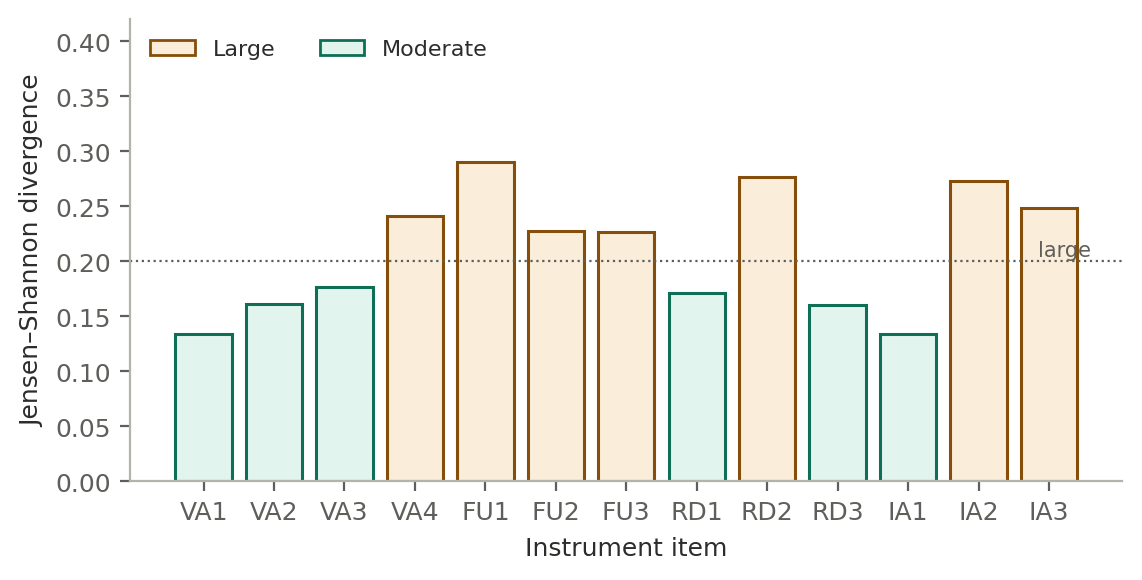 Large
Moderate
Jensen–Shannon divergence
0.40
0.35
0.30
0.25
0.20
0.15
0.10
0.05
0.00
large
VA1 VA2 VA3 VA4 FU1 FU2 FU3 RD1 RD2 RD3 IA1 IA2 IA3
Instrument item